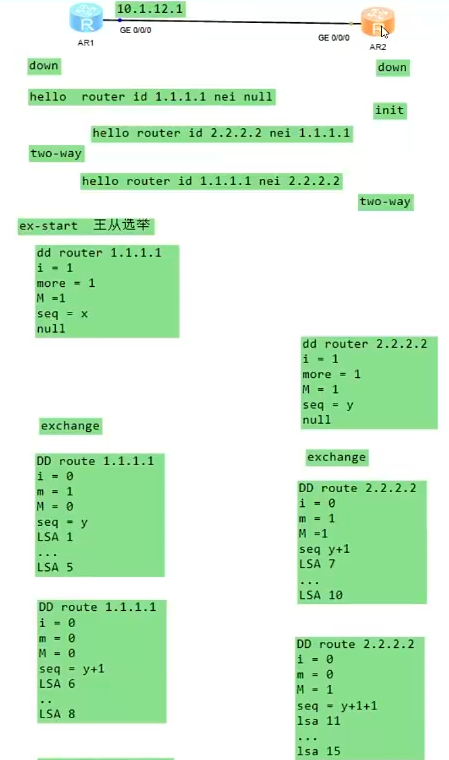 10.1.12.1
GE 0/0/0
GE 0/0/0
AR1
AR2
down
down
hello router id 1.1.1.1 nei null
init
hello router id 2.2.2.2 nei 1.1.1.1
two-way
hello router id 1.1.1.1 nei 2.2.2.2
two-way
ex-start 王从选举
dd router 1.1.1.1
i = 1
more = 1
M =1
seq = x
null
dd router 2.2.2.2
i = 1
more = 1
M = 1
seq = y
null
exchange
exchange
DD route 1.1.1.1
i = 0
m = 1
M = 0
seq = y
LSA 1
...
LSA 5
DD route 2.2.2.2
i = 0
m = 1
M =1
seq y+1
LSA 7
...
LSA 10
DD route 1.1.1.1
i = 0
m = 0
M = 0
seq = y+1
LSA 6
..
LSA 8
DD route 2.2.2.2
i = 0
m = 0
M = 1
seq = y+1+1
lsa 11
...
lsa 15